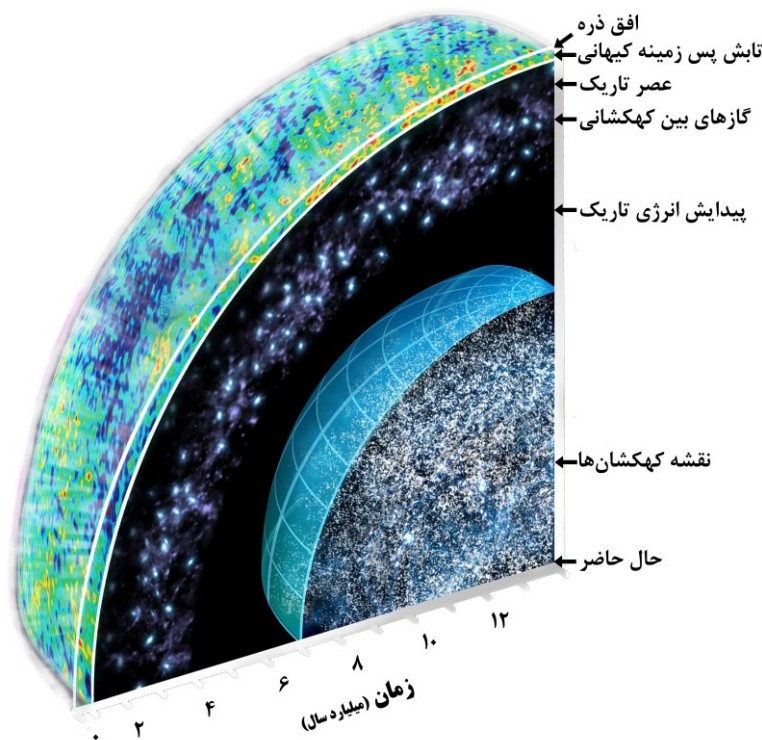 افق ذره
تابش پس زمینه کیهانی
عصر تاریک
گازهای بین کهکشانی
پیدایش انرژی تاریک
نقشه کهکشان‌ها
حال حاضر
۰ ۲ ۴ ۶ ۸ ۱۰ ۱۲
زمان (میلیارد سال)